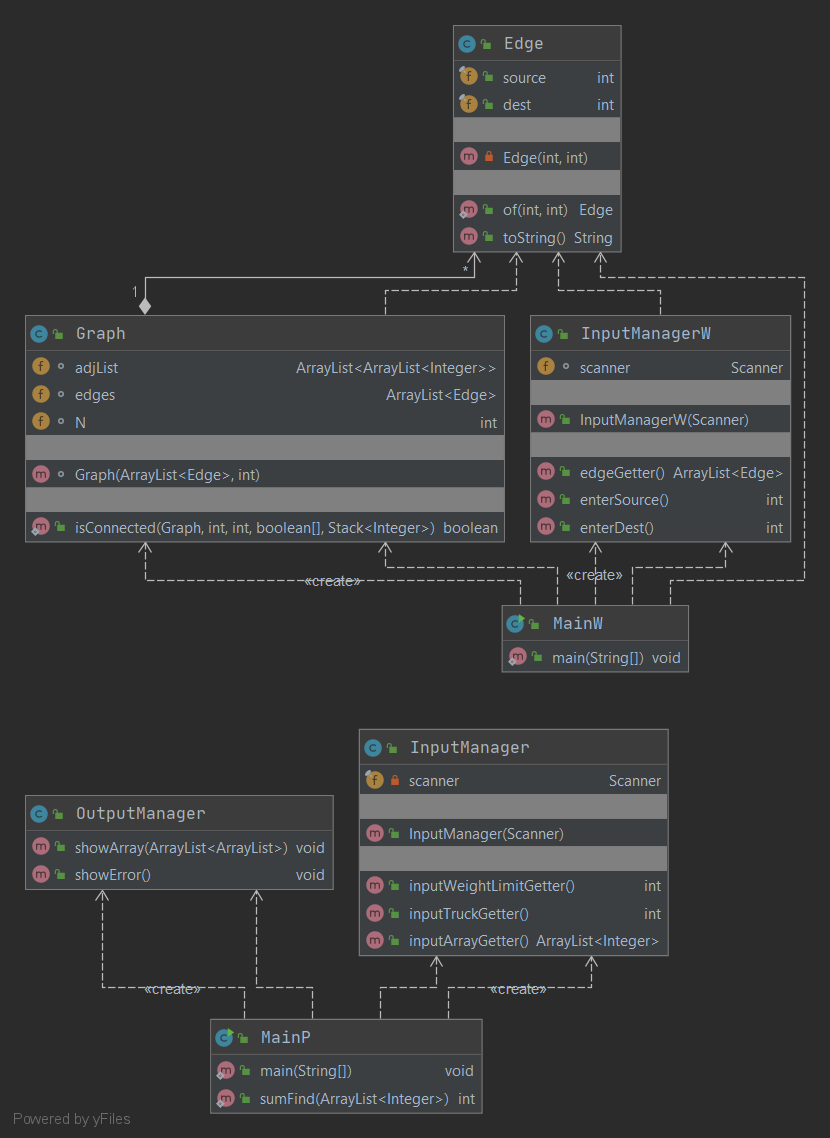 Edge
source int
dest int
Edge(int, int)
of(int, int) Edge
toString() String
1
*
Graph
adjList ArrayList<ArrayList<Integer>>
edges ArrayList<Edge>
N int
Graph(ArrayList<Edge>, int)
isConnected(Graph, int, int, boolean[], Stack<Integer>) boolean
InputManagerW
scanner Scanner
InputManagerW(Scanner)
edgeGetter() ArrayList<Edge>
enterSource() int
enterDest() int
«create»
«create»
MainW
main(String[]) void
InputManager
scanner Scanner
InputManager(Scanner)
inputWeightLimitGetter() int
inputTruckGetter() int
inputArrayGetter() ArrayList<Integer>
OutputManager
showArray(ArrayList<ArrayList>) void
showError() void
«create»
«create»
MainP
main(String[]) void
sumFind(ArrayList<Integer>) int
Powered by yFiles